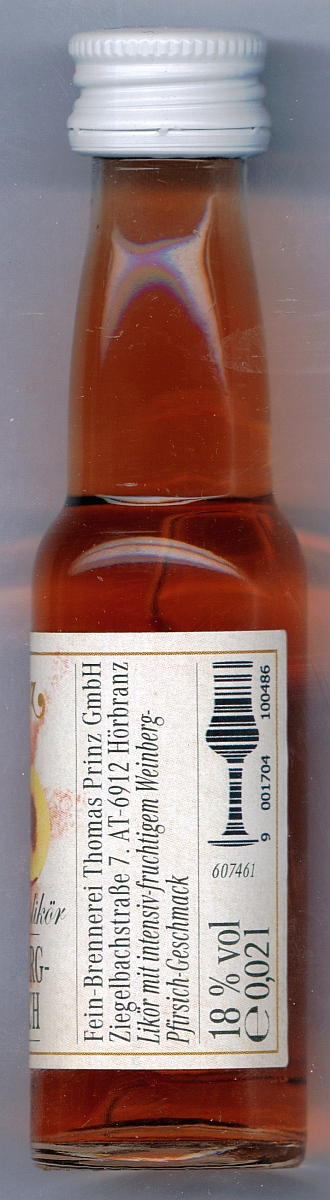 likör
RG-
CH
Fein-Brennerei Thomas Prinz GmbH
Ziegelbachstraße 7 . AT-6912 Hörbranz
Likör mit intensiv-fruchtigem Weinberg-
Pfirsich-Geschmack
9 001704 100486
607461
18 % vol
℮ 0,02 l